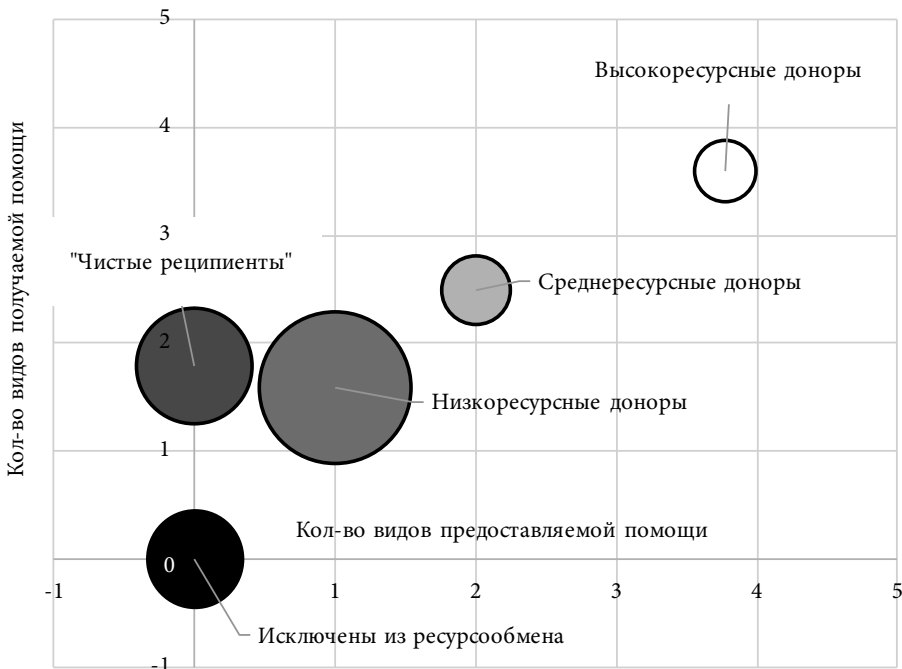 5
Высокоресурсные доноры
4
Кол-во видов получаемой помощи
3
"Чистые реципиенты"
Среднересурсные доноры
2
Низкоресурсные доноры
1
Кол-во видов предоставляемой помощи
0
-1 1 2 3 4 5
Исключены из ресурсообмена
-1